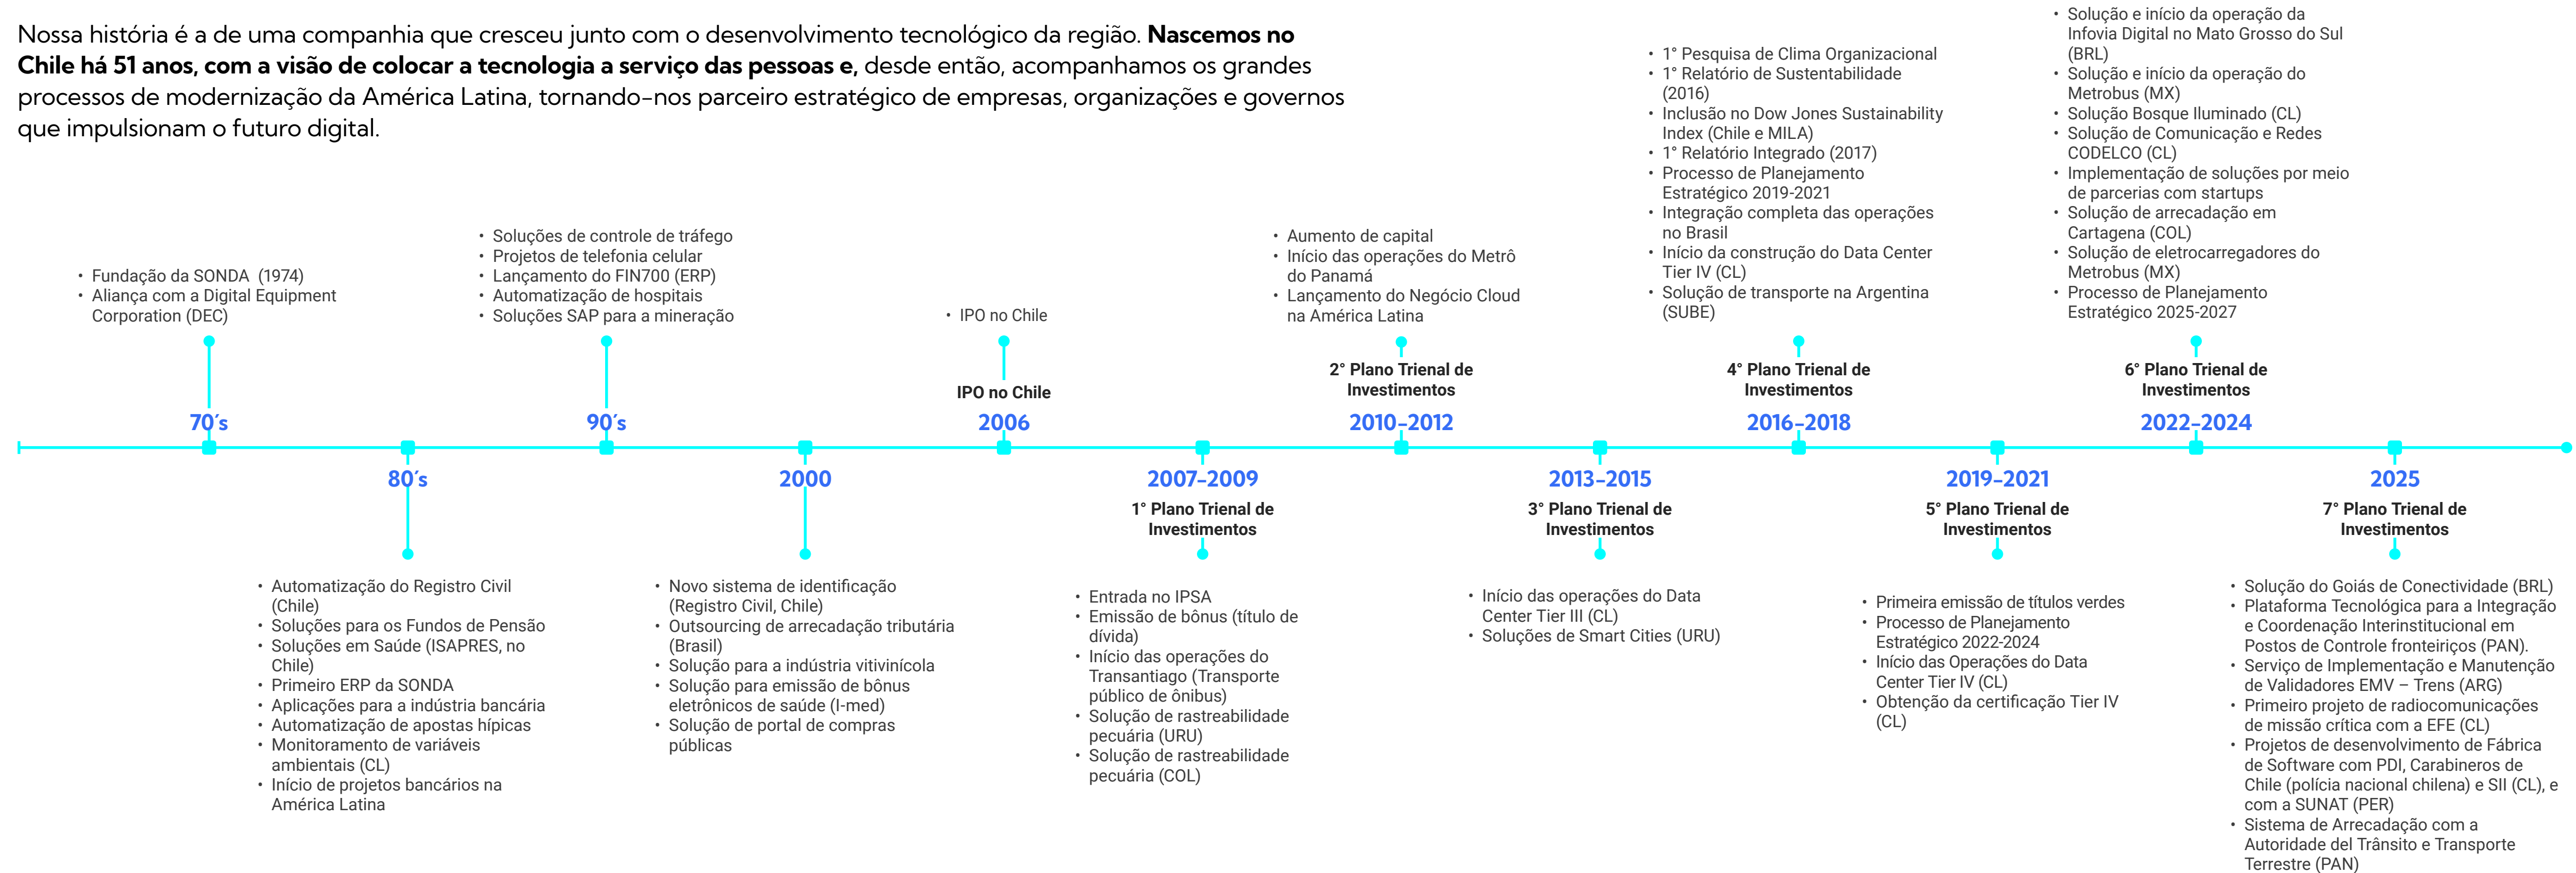 Nossa história é a de uma companhia que cresceu junto com o desenvolvimento tecnológico da região. Nascemos no
Chile há 51 anos, com a visão de colocar a tecnologia a serviço das pessoas e, desde então, acompanhamos os grandes
processos de modernização da América Latina, tornando-nos parceiro estratégico de empresas, organizações e governos
que impulsionam o futuro digital.
• Fundação da SONDA  (1974)
• Aliança com a Digital Equipment
Corporation (DEC)
70´s
• Automatização do Registro Civil
(Chile)
• Soluções para os Fundos de Pensão
• Soluções em Saúde (ISAPRES, no
Chile)
• Primeiro ERP da SONDA
• Aplicações para a indústria bancária
• Automatização de apostas hípicas
• Monitoramento de variáveis
ambientais (CL)
• Início de projetos bancários na
América Latina
80´s
• Soluções de controle de tráfego
• Projetos de telefonia celular
• Lançamento do FIN700 (ERP)
• Automatização de hospitais
• Soluções SAP para a mineração
90´s
2000
• Novo sistema de identificação
(Registro Civil, Chile)
• Outsourcing de arrecadação tributária
(Brasil)
• Solução para a indústria vitivinícola
• Solução para emissão de bônus
eletrônicos de saúde (I-med)
• Solução de portal de compras
públicas
• IPO no Chile
IPO no Chile
2006
2007-2009
1° Plano Trienal de
Investimentos
• Entrada no IPSA
• Emissão de bônus (título de
dívida)
• Início das operações do
Transantiago (Transporte
público de ônibus)
• Solução de rastreabilidade
pecuária (URU)
• Solução de rastreabilidade
pecuária (COL)
• Aumento de capital
• Início das operações do Metrô
do Panamá
• Lançamento do Negócio Cloud
na América Latina
2° Plano Trienal de
Investimentos
2010-2012
2013-2015
3° Plano Trienal de
Investimentos
• Início das operações do Data
Center Tier III (CL)
• Soluções de Smart Cities (URU)
• 1° Pesquisa de Clima Organizacional
• 1° Relatório de Sustentabilidade
(2016)
• Inclusão no Dow Jones Sustainability
Index (Chile e MILA)
• 1° Relatório Integrado (2017)
• Processo de Planejamento
Estratégico 2019-2021
• Integração completa das operações
no Brasil
• Início da construção do Data Center
Tier IV (CL)
• Solução de transporte na Argentina
(SUBE)
4° Plano Trienal de
Investimentos
2016-2018
2019-2021
5° Plano Trienal de
Investimentos
• Primeira emissão de títulos verdes
• Processo de Planejamento
Estratégico 2022-2024
• Início das Operações do Data
Center Tier IV (CL)
• Obtenção da certificação Tier IV
(CL)
• Solução e início da operação da
Infovia Digital no Mato Grosso do Sul
(BRL)
• Solução e início da operação do
Metrobus (MX)
• Solução Bosque Iluminado (CL)
• Solução de Comunicação e Redes
CODELCO (CL)
• Implementação de soluções por meio
de parcerias com startups
• Solução de arrecadação em
Cartagena (COL)
• Solução de eletrocarregadores do
Metrobus (MX)
• Processo de Planejamento
Estratégico 2025-2027
6° Plano Trienal de
Investimentos
2022-2024
2025
7° Plano Trienal de
Investimentos
• Solução do Goiás de Conectividade (BRL)
• Plataforma Tecnológica para a Integração
e Coordenação Interinstitucional em
Postos de Controle fronteiriços (PAN).
• Serviço de Implementação e Manutenção
de Validadores EMV – Trens (ARG)
• Primeiro projeto de radiocomunicações
de missão crítica com a EFE (CL)
• Projetos de desenvolvimento de Fábrica
de Software com PDI, Carabineros de
Chile (polícia nacional chilena) e SII (CL), e
com a SUNAT (PER)
• Sistema de Arrecadação com a
Autoridade del Trânsito e Transporte
Terrestre (PAN)